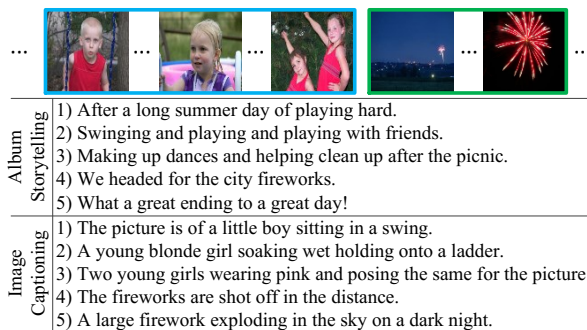 ... ... ... ... ...
Album Storytelling
1) After a long summer day of playing hard.
2) Swinging and playing and playing with friends.
3) Making up dances and helping clean up after the picnic.
4) We headed for the city fireworks.
5) What a great ending to a great day!
Image Captioning
1) The picture is of a little boy sitting in a swing.
2) A young blonde girl soaking wet holding onto a ladder.
3) Two young girls wearing pink and posing the same for the picture
4) The fireworks are shot off in the distance.
5) A large firework exploding in the sky on a dark night.